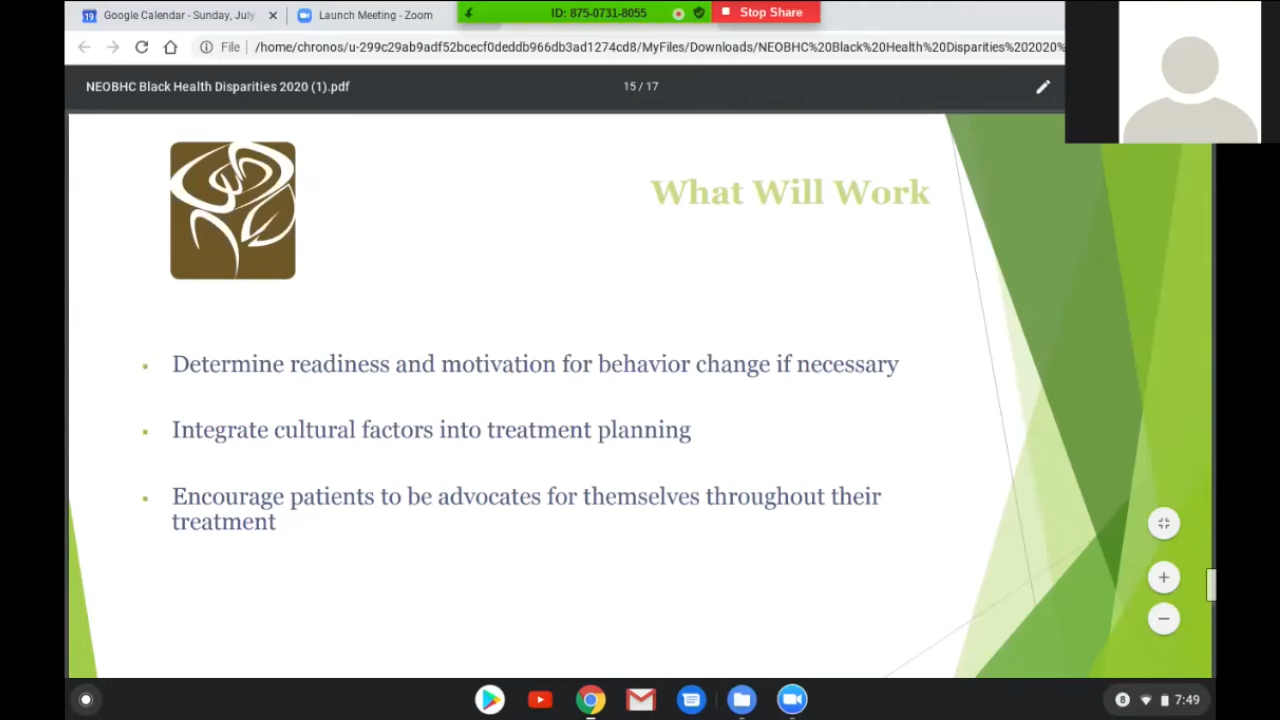 19 Google Calendar - Sunday, July
Launch Meeting - Zoom
ID: 875-0731-8055
Stop Share
File
/home/chronos/u-299c29ab9adf52bcecf0deddb966db3ad1274cd8/MyFiles/Downloads/NEOBHC%20Black%20Health%20Disparities%202020%
NEOBHC Black Health Disparities 2020 (1).pdf
15 / 17
What Will Work
• Determine readiness and motivation for behavior change if necessary
• Integrate cultural factors into treatment planning
• Encourage patients to be advocates for themselves throughout their
treatment
8
7:49